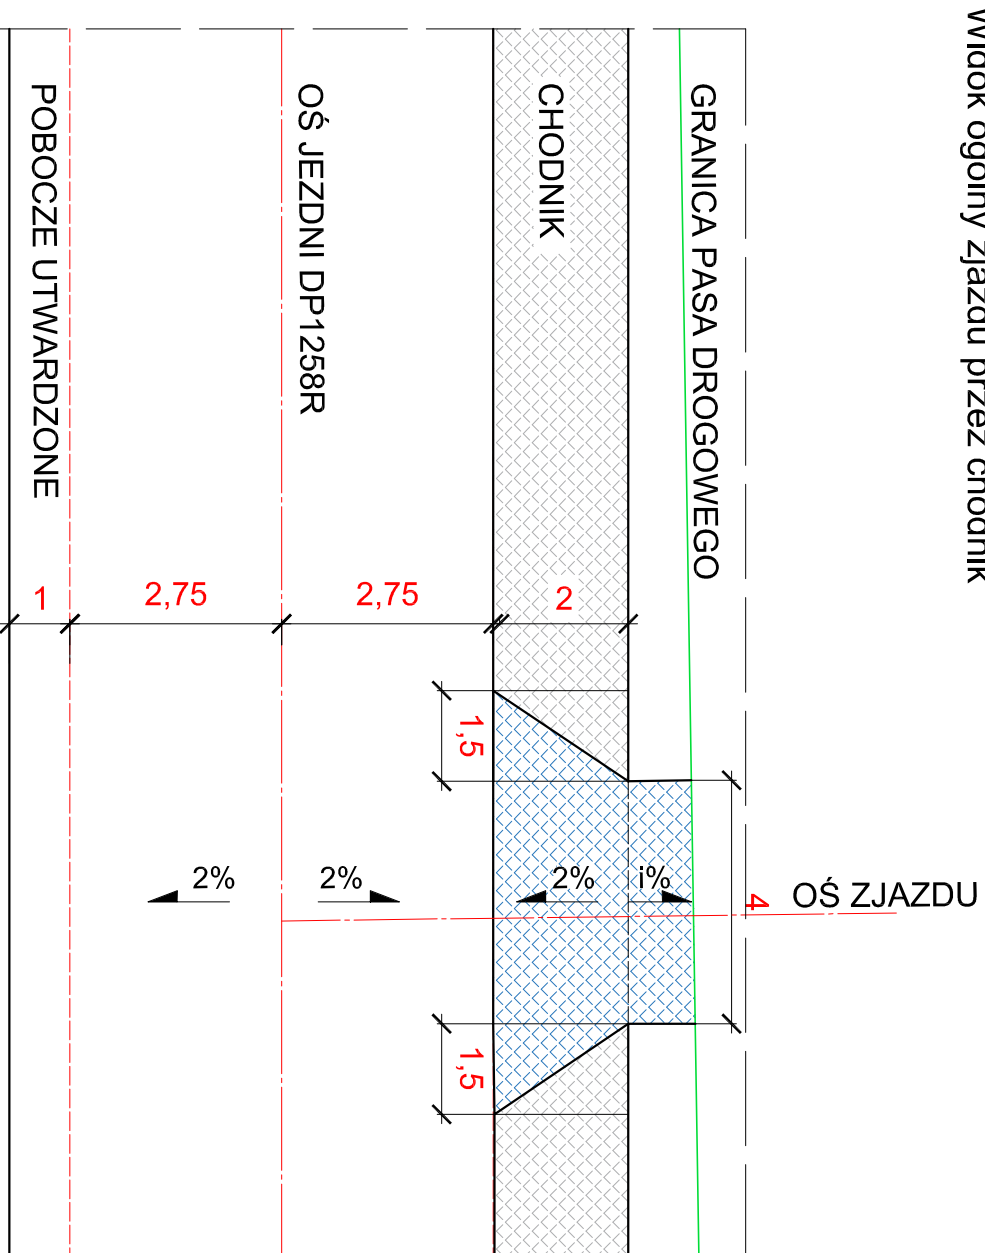 Widok ogólny zjazdu przez chodnik
GRANICA PASA DROGOWEGO
CHODNIK
OŚ JEZDNI DP1258R
POBOCZE UTWARDZONE
1
2,75
2,75
2
1,5
2%
2%
2%
i%
4
OŚ ZJAZDU
1,5